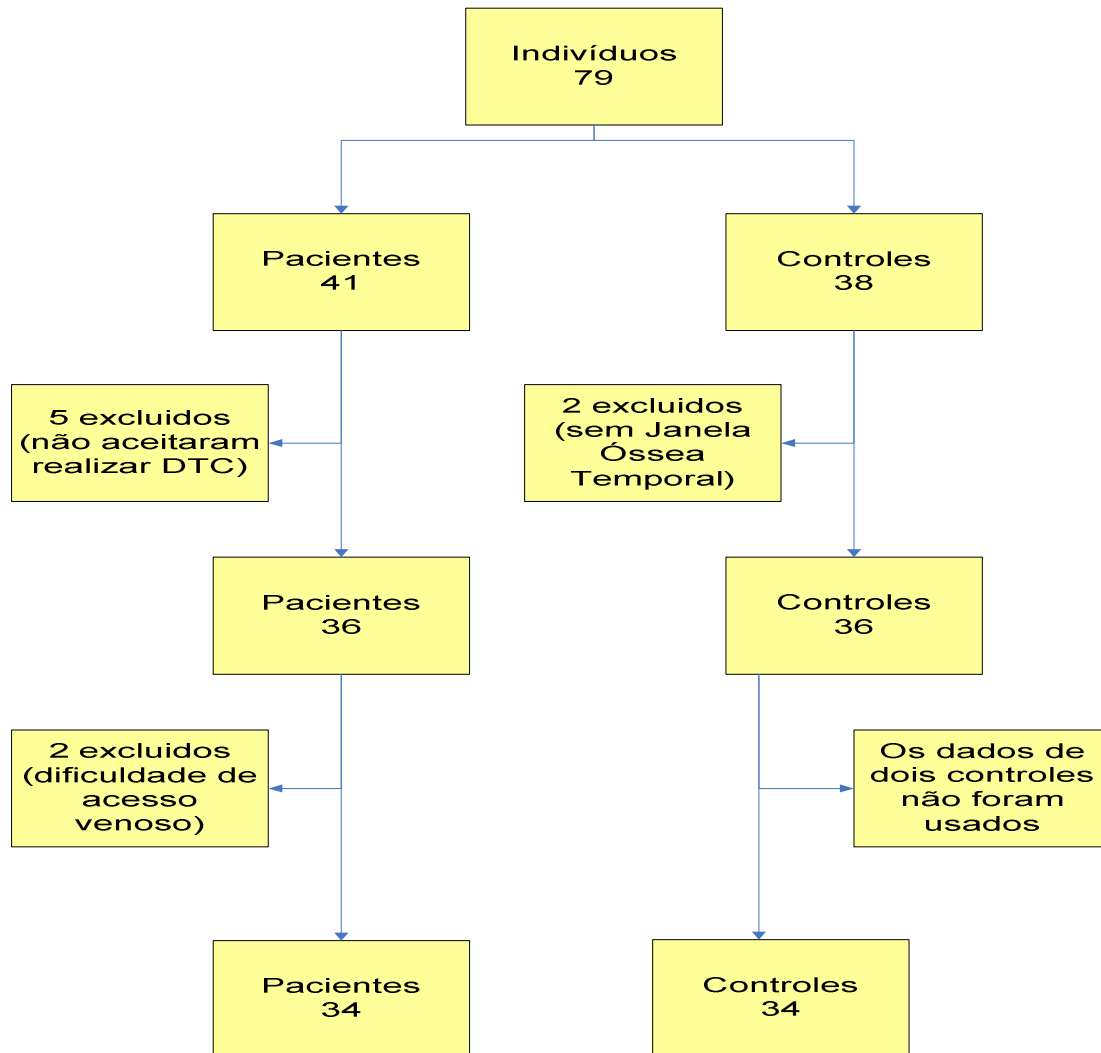 Indivíduos
79
Pacientes
41
Controles
38
5 excluidos
(não aceitaram
realizar DTC)
2 excluidos
(sem Janela
Óssea
Temporal)
Pacientes
36
Controles
36
2 excluidos
(dificuldade de
acesso
venoso)
Os dados de
dois controles
não foram
usados
Pacientes
34
Controles
34